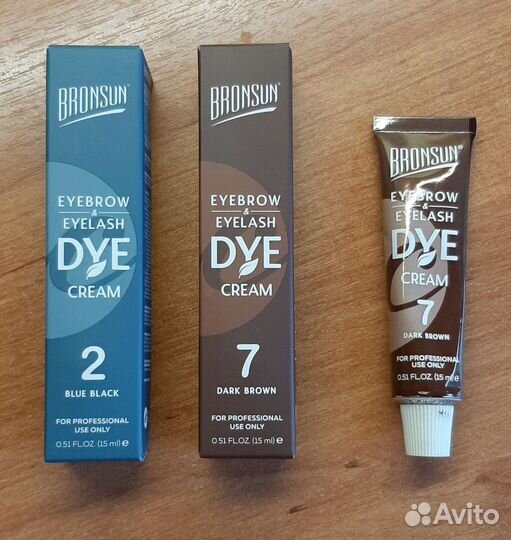 BRONSUN®
EYEBROW
&
EYELASH
DYE
CREAM
2
BLUE BLACK
FOR PROFESSIONAL
USE ONLY
0.51 FL.OZ. (15 ml) ℮
BRONSUN®
EYEBROW
&
EYELASH
DYE
CREAM
7
DARK BROWN
FOR PROFESSIONAL
USE ONLY
0.51 FL.OZ. (15 ml) ℮
BRONSUN®
EYEBROW
&
EYELASH
DYE
CREAM
7
DARK BROWN
FOR PROFESSIONAL
USE ONLY
0.51 FL.OZ. (15 ml) ℮
Avito